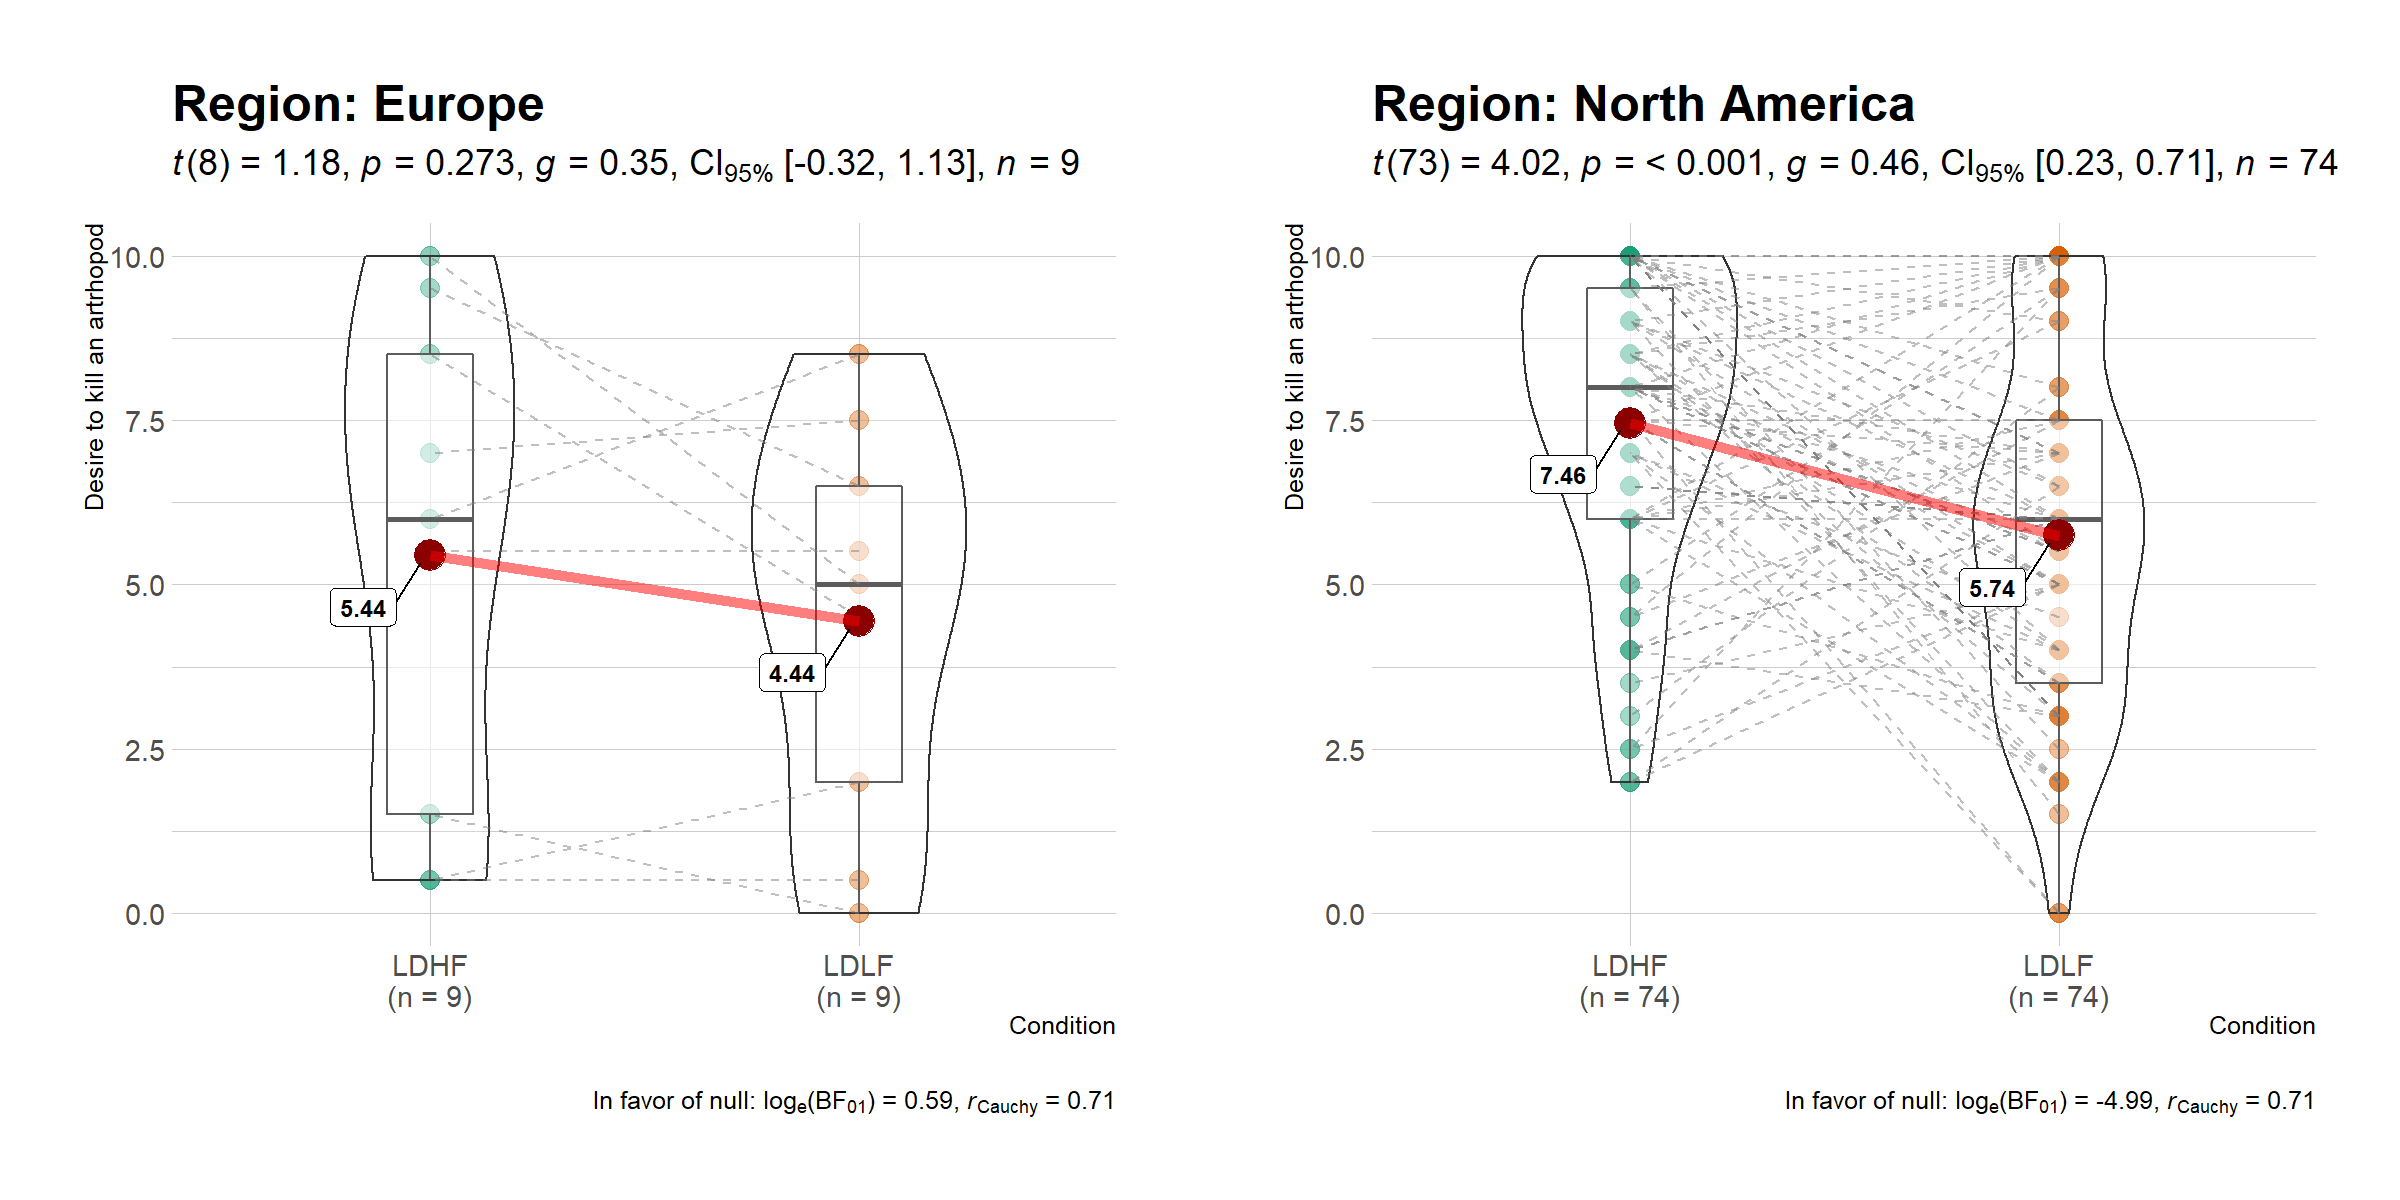 Region: Europe
t(8) = 1.18, p = 0.273, g = 0.35, CI95% [-0.32, 1.13], n = 9
Desire to kill an artrhopod
10.0
7.5
5.0
2.5
0.0
5.44
4.44
LDHF
(n = 9)
LDLF
(n = 9)
Condition
In favor of null: loge(BF01) = 0.59, rCauchy = 0.71
Region: North America
t(73) = 4.02, p = < 0.001, g = 0.46, CI95% [0.23, 0.71], n = 74
Desire to kill an artrhopod
10.0
7.5
5.0
2.5
0.0
7.46
5.74
LDHF
(n = 74)
LDLF
(n = 74)
Condition
In favor of null: loge(BF01) = -4.99, rCauchy = 0.71